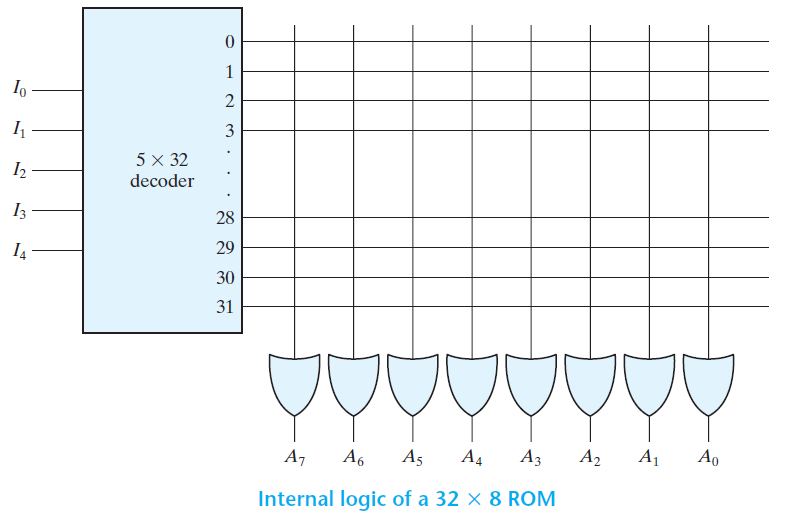 0
1
I₀
2
I₁
3
5 × 32
decoder
.
.
.
I₂
I₃
28
29
I₄
30
31
A₇ A₆ A₅ A₄ A₃ A₂ A₁ A₀
Internal logic of a 32 × 8 ROM